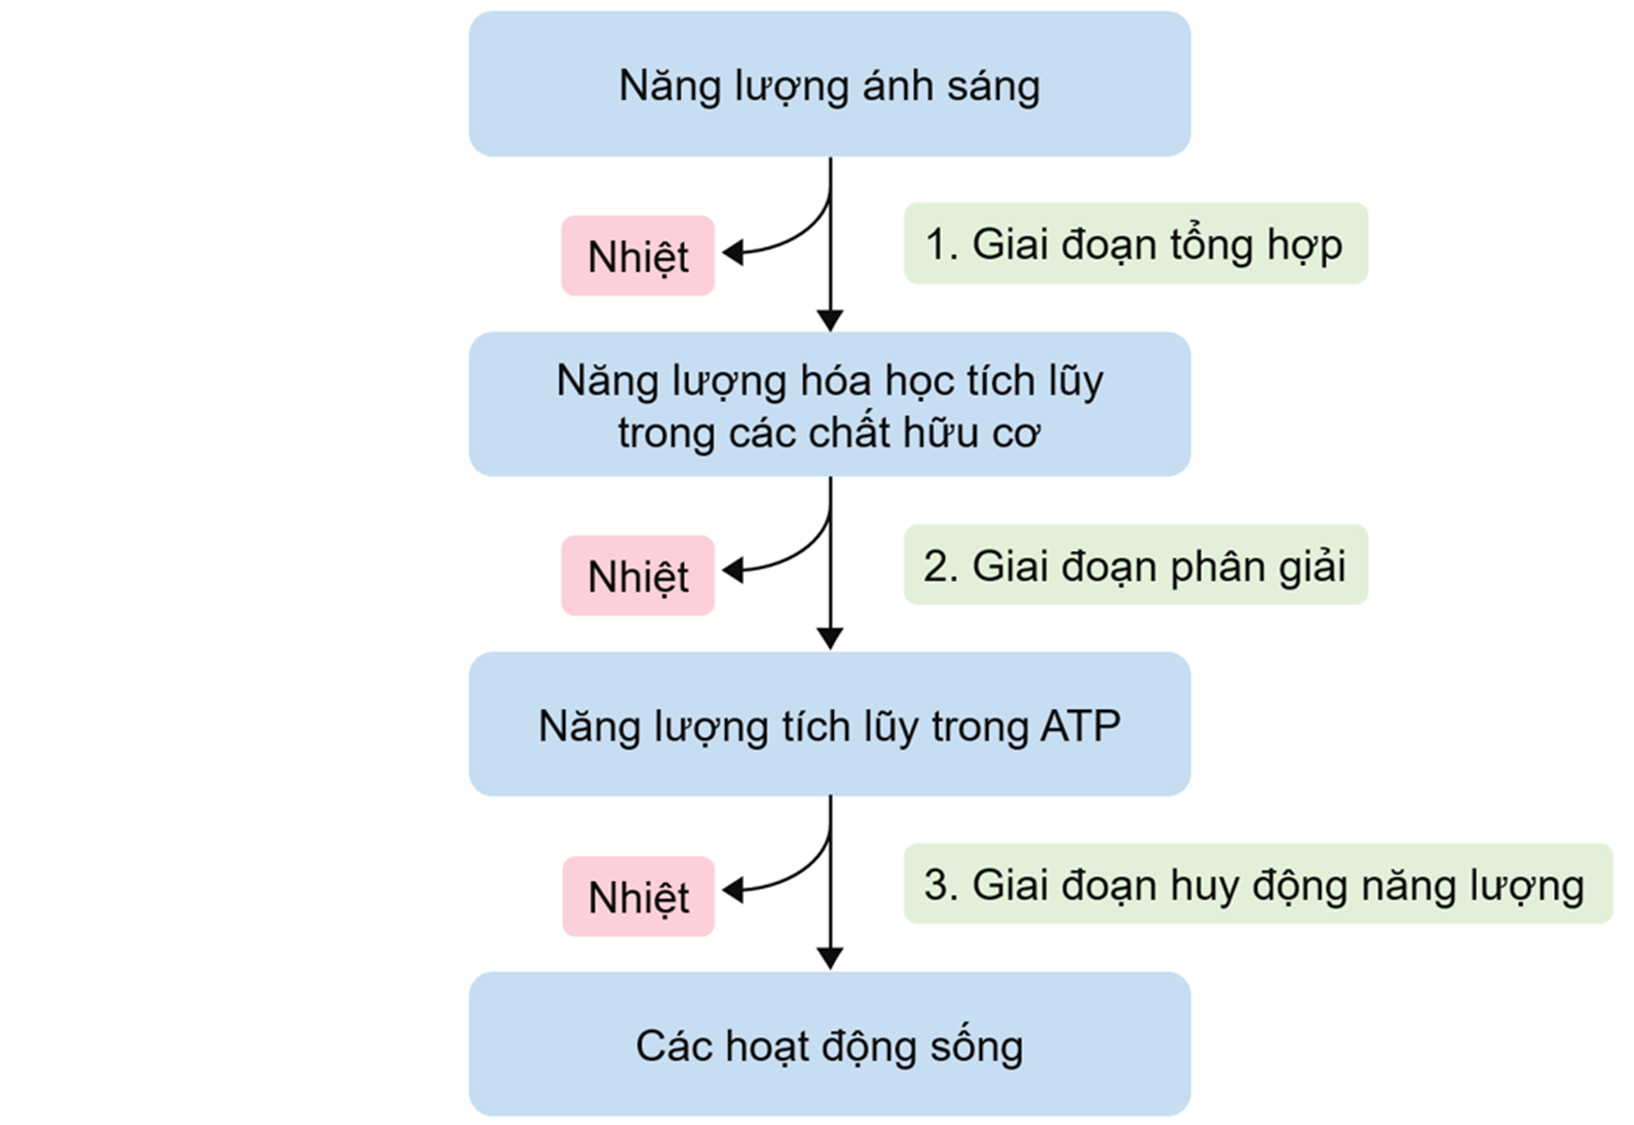 Năng lượng ánh sáng
Nhiệt
1. Giai đoạn tổng hợp
Năng lượng hóa học tích lũy
trong các chất hữu cơ
Nhiệt
2. Giai đoạn phân giải
Năng lượng tích lũy trong ATP
Nhiệt
3. Giai đoạn huy động năng lượng
Các hoạt động sống